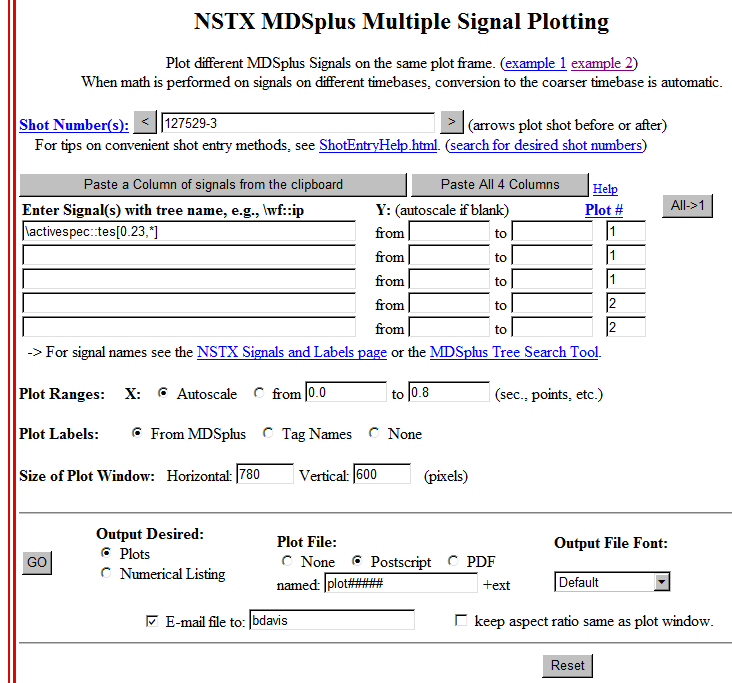 NSTX MDSplus Multiple Signal Plotting
Plot different MDSplus Signals on the same plot frame. (example 1 example 2)
When math is performed on signals on different timebases, conversion to the coarser timebase is automatic.
Shot Number(s): < 127529-3 > (arrows plot shot before or after)
For tips on convenient shot entry methods, see ShotEntryHelp.html. (search for desired shot numbers)
Paste a Column of signals from the clipboard Paste All 4 Columns Help
All->1
Enter Signal(s) with tree name, e.g., \wf::ip Y: (autoscale if blank) Plot #
\activespec::tes[0.23,*] from to 1
from to 1
from to 1
from to 2
from to 2
-> For signal names see the NSTX Signals and Labels page or the MDSplus Tree Search Tool.
Plot Ranges: X: Autoscale from 0.0 to 0.8 (sec., points, etc.)
Plot Labels: From MDSplus Tag Names None
Size of Plot Window: Horizontal: 780 Vertical: 600 (pixels)
GO
Output Desired:
Plots
Numerical Listing
Plot File:
None Postscript PDF
named: plot##### +ext
Output File Font:
Default
E-mail file to: bdavis keep aspect ratio same as plot window.
Reset